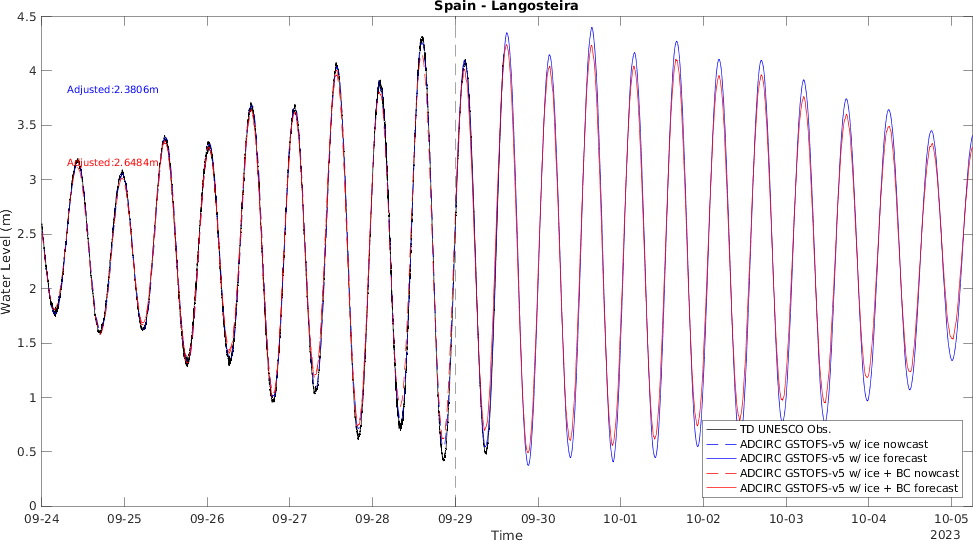 Spain - Langosteira
4.5
4
3.5
3
2.5
2
1.5
1
0.5
0
Water Level (m)
Adjusted:2.3806m
Adjusted:2.6484m
TD UNESCO Obs.
ADCIRC GSTOFS-v5 w/ ice nowcast
ADCIRC GSTOFS-v5 w/ ice forecast
ADCIRC GSTOFS-v5 w/ ice + BC nowcast
ADCIRC GSTOFS-v5 w/ ice + BC forecast
09-24 09-25 09-26 09-27 09-28 09-29 09-30 10-01 10-02 10-03 10-04 10-05
Time
2023